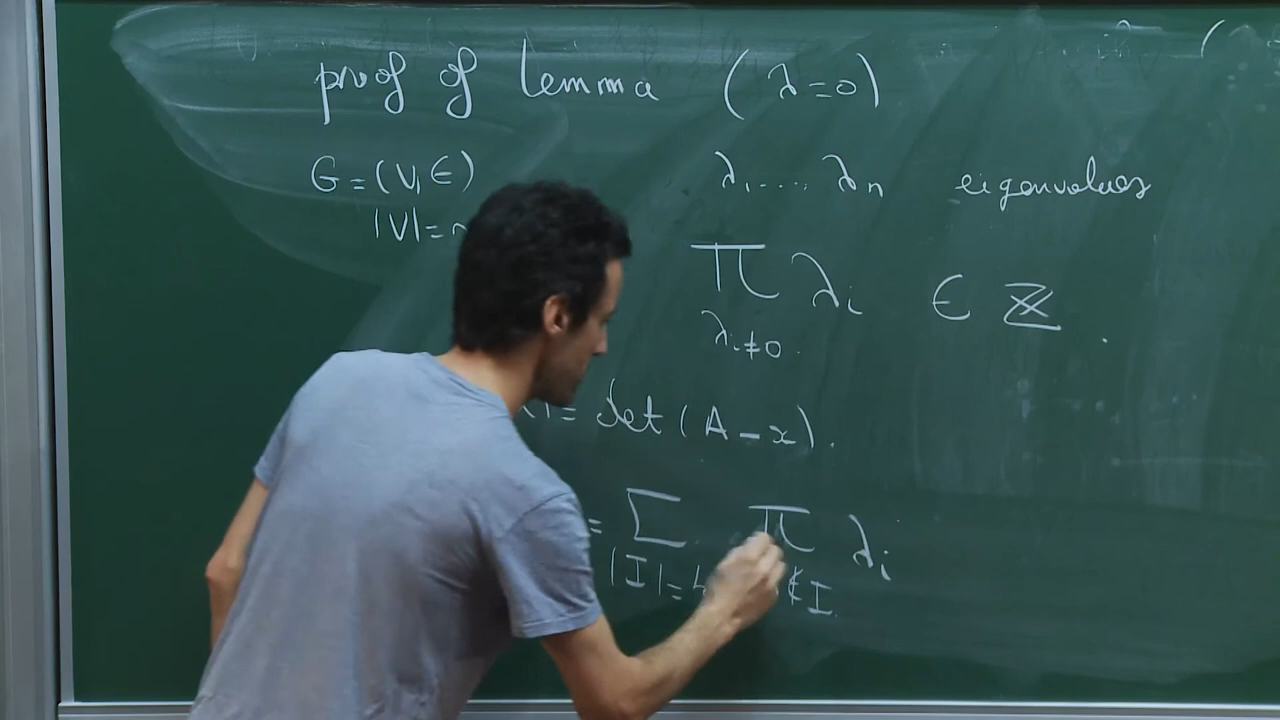 proof of lemma (λ=0)
G=(V,E) λ₁....λₙ eigenvalues
|V|=n
∏ λᵢ ∈ ℤ.
λᵢ≠0
= det(A-x).
= ∑ ∏ λᵢ
|I|= ∉I